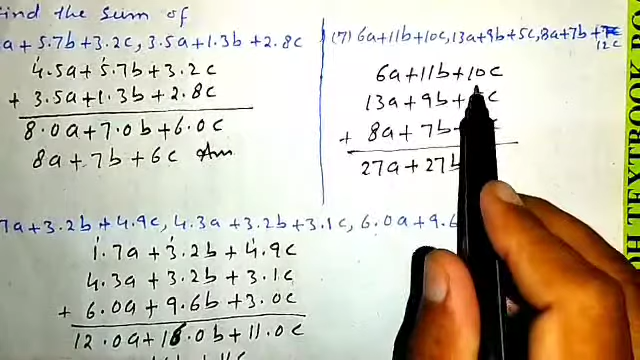 Find the Sum of
a + 5.7b + 3.2c, 3.5a + 1.3b + 2.8c
4.5a + 5.7b + 3.2c
+ 3.5a + 1.3b + 2.8c
8.0a + 7.0b + 6.0c
8a + 7b + 6c Ans
(7) 6a+11b+10c, 13a+9b+5c, 8a+7b+
12c
6a+11b+10c
13a + 9b + c
+ 8a + 7b + c
27a + 27b
7a + 3.2b + 4.9c, 4.3a + 3.2b + 3.1c, 6.0a + 9.6
1.7a + 3.2b + 4.9c
4.3a + 3.2b + 3.1c
+ 6.0a + 9.6b + 3.0c
12.0a + 16.0b + 11.0c
OH TEXTBOOK